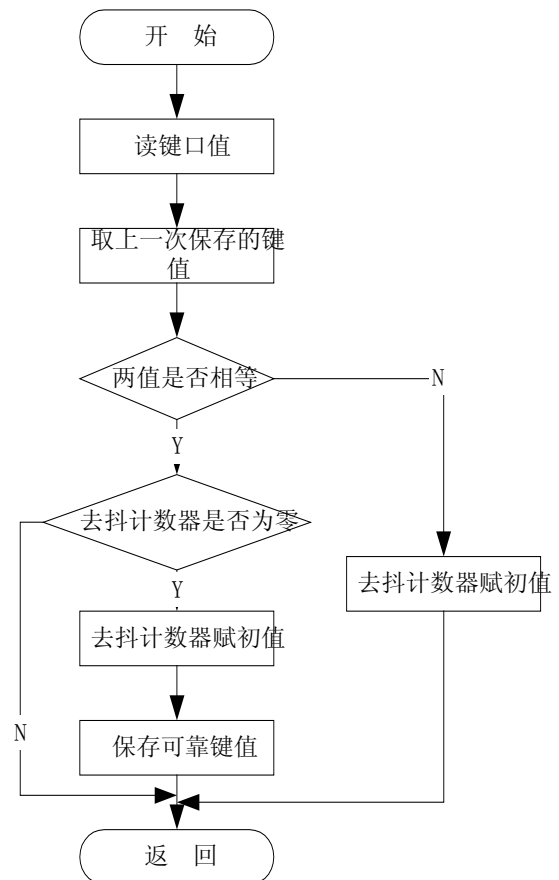 开 始
读键口值
取上一次保存的键
值
两值是否相等
N
Y
去抖计数器是否为零
Y
去抖计数器赋初值
去抖计数器赋初值
N
保存可靠键值
返 回